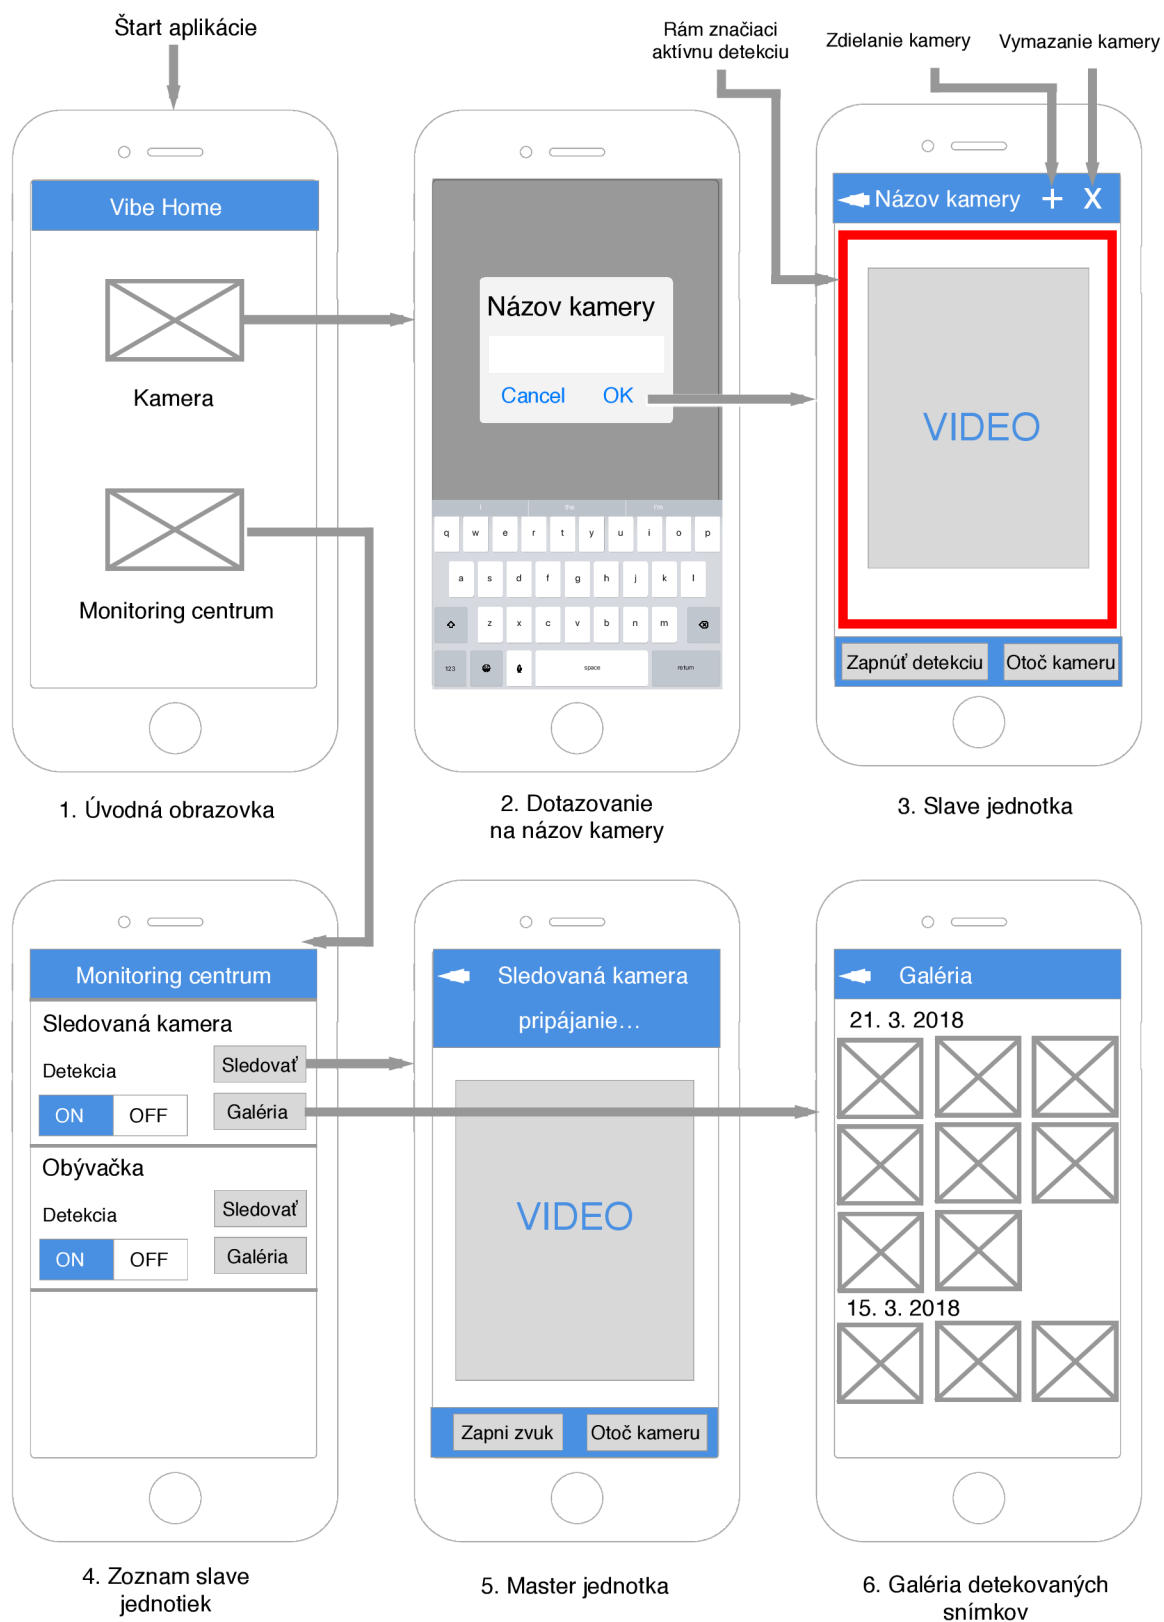 Štart aplikácie
Rám značiaci
aktívnu detekciu
Zdielanie kamery
Vymazanie kamery
Vibe Home
Kamera
Monitoring centrum
1. Úvodná obrazovka
Názov kamery
Cancel OK
I the I'm
q w e r t y u i o p
a s d f g h j k l
z x c v b n m
123 space return
2. Dotazovanie
na názov kamery
Názov kamery + X
VIDEO
Zapnúť detekciu Otoč kameru
3. Slave jednotka
Monitoring centrum
Sledovaná kamera
Detekcia Sledovať
ON OFF Galéria
Obývačka
Detekcia Sledovať
ON OFF Galéria
4. Zoznam slave
jednotiek
Sledovaná kamera
pripájanie...
VIDEO
Zapni zvuk Otoč kameru
5. Master jednotka
Galéria
21. 3. 2018
15. 3. 2018
6. Galéria detekovaných
snímkov